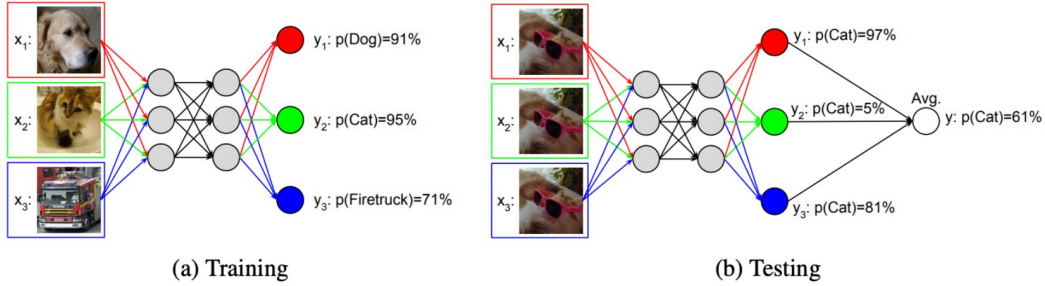 x1: y1: p(Dog)=91%
x2: y2: p(Cat)=95%
x3: y3: p(Firetruck)=71%
(a) Training
x1: y1: p(Cat)=97%
x2: y2: p(Cat)=5%
Avg.
y: p(Cat)=61%
x3: y3: p(Cat)=81%
(b) Testing